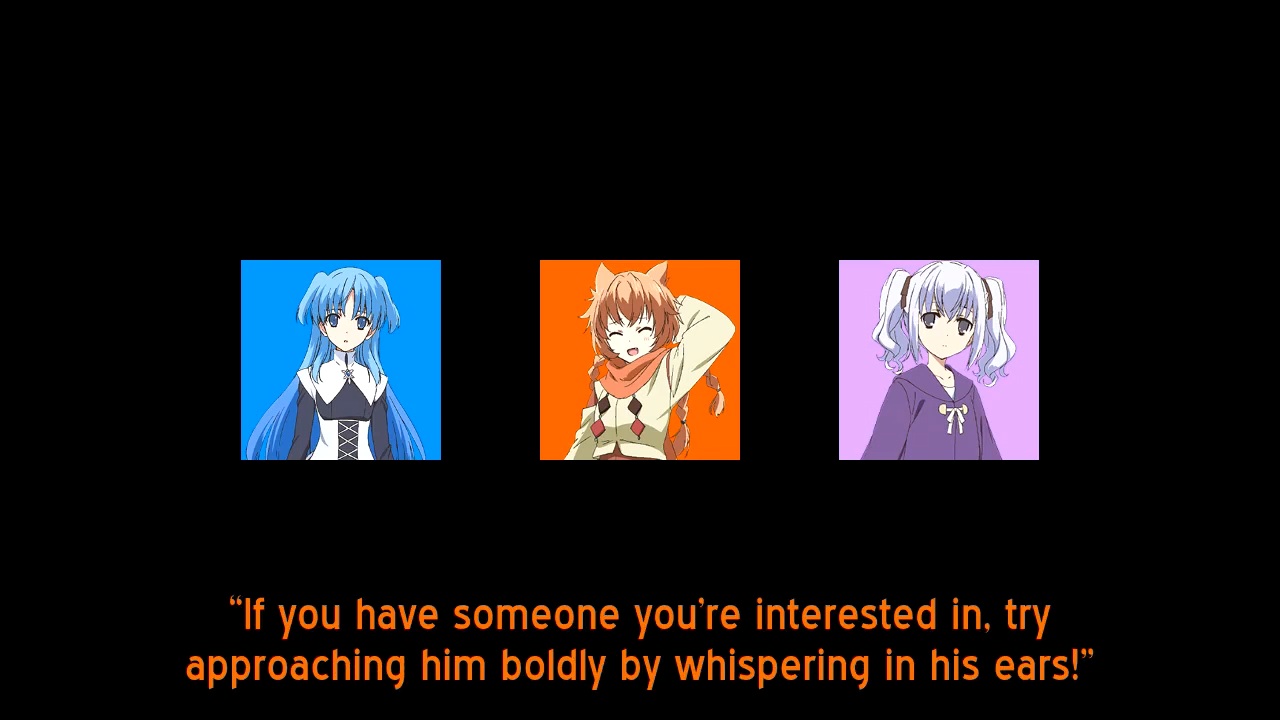 “If you have someone you’re interested in, try
approaching him boldly by whispering in his ears!”